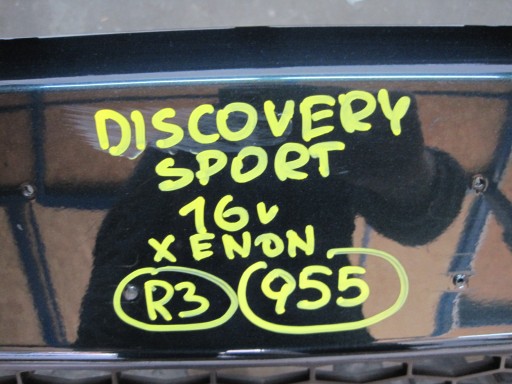 DISCOVERY
SPORT
16v
XENON
R3 955